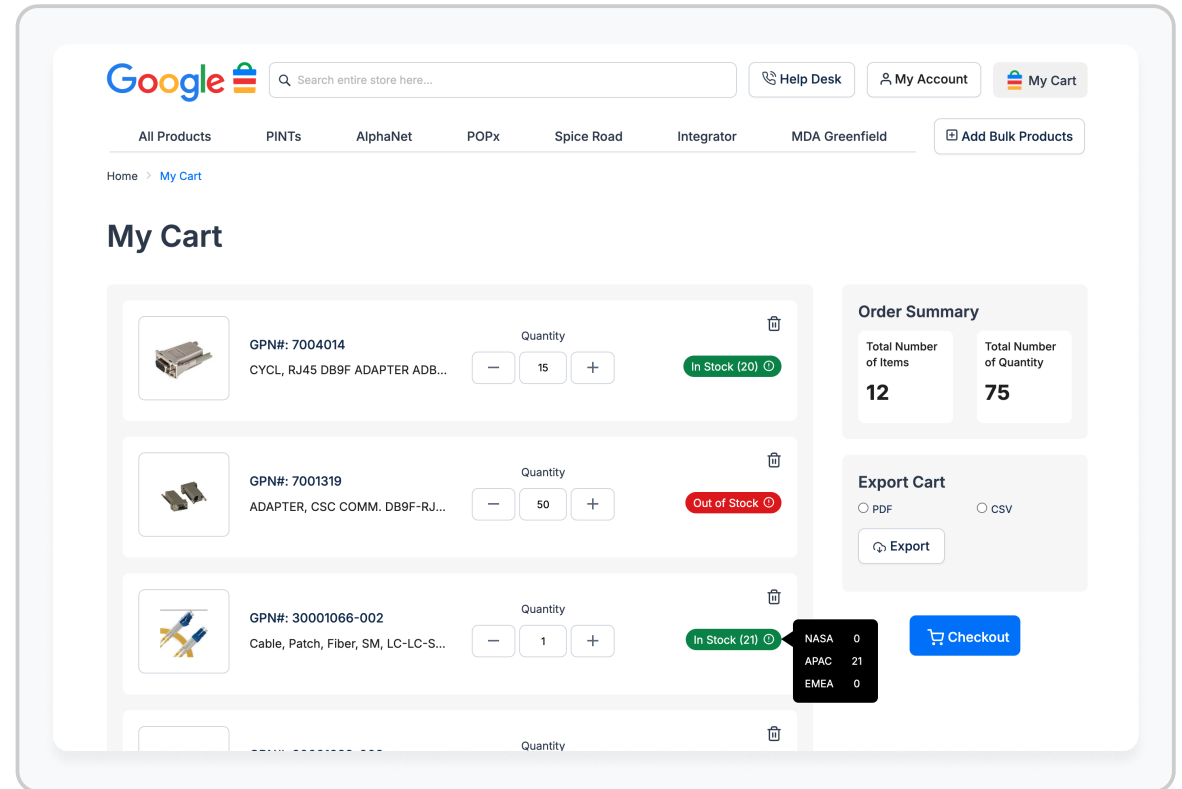 Google
Search entire store here...
Help Desk
My Account
My Cart
All Products
PINTs
AlphaNet
POPx
Spice Road
Integrator
MDA Greenfield
Add Bulk Products
Home > My Cart
My Cart
GPN#: 7004014
CYCL, RJ45 DB9F ADAPTER ADB...
Quantity
15
In Stock (20)
GPN#: 7001319
ADAPTER, CSC COMM. DB9F-RJ...
Quantity
50
Out of Stock
GPN#: 30001066-002
Cable, Patch, Fiber, SM, LC-LC-S...
Quantity
1
In Stock (21)
NASA 0
APAC 21
EMEA 0
Quantity
Order Summary
Total Number
of Items
12
Total Number
of Quantity
75
Export Cart
PDF
CSV
Export
Checkout